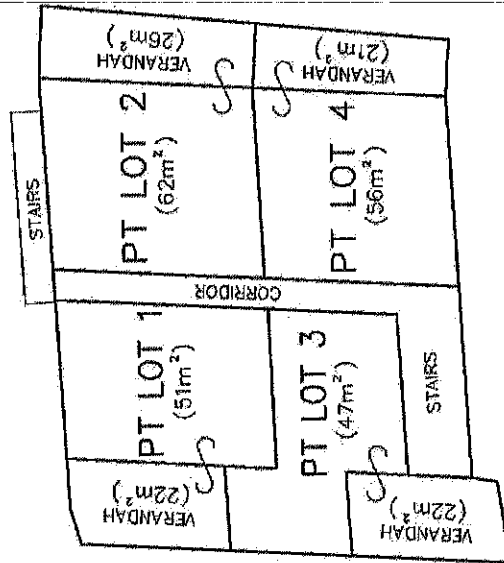 VERANDAH
(26m²)
VERANDAH
(21m²)
STAIRS
PT LOT 2
(62m²)
PT LOT 4
(56m²)
CORRIDOR
PT LOT 1
(51m²)
PT LOT 3
(47m²)
STAIRS
VERANDAH
(22m²)
VERANDAH
(22m²)